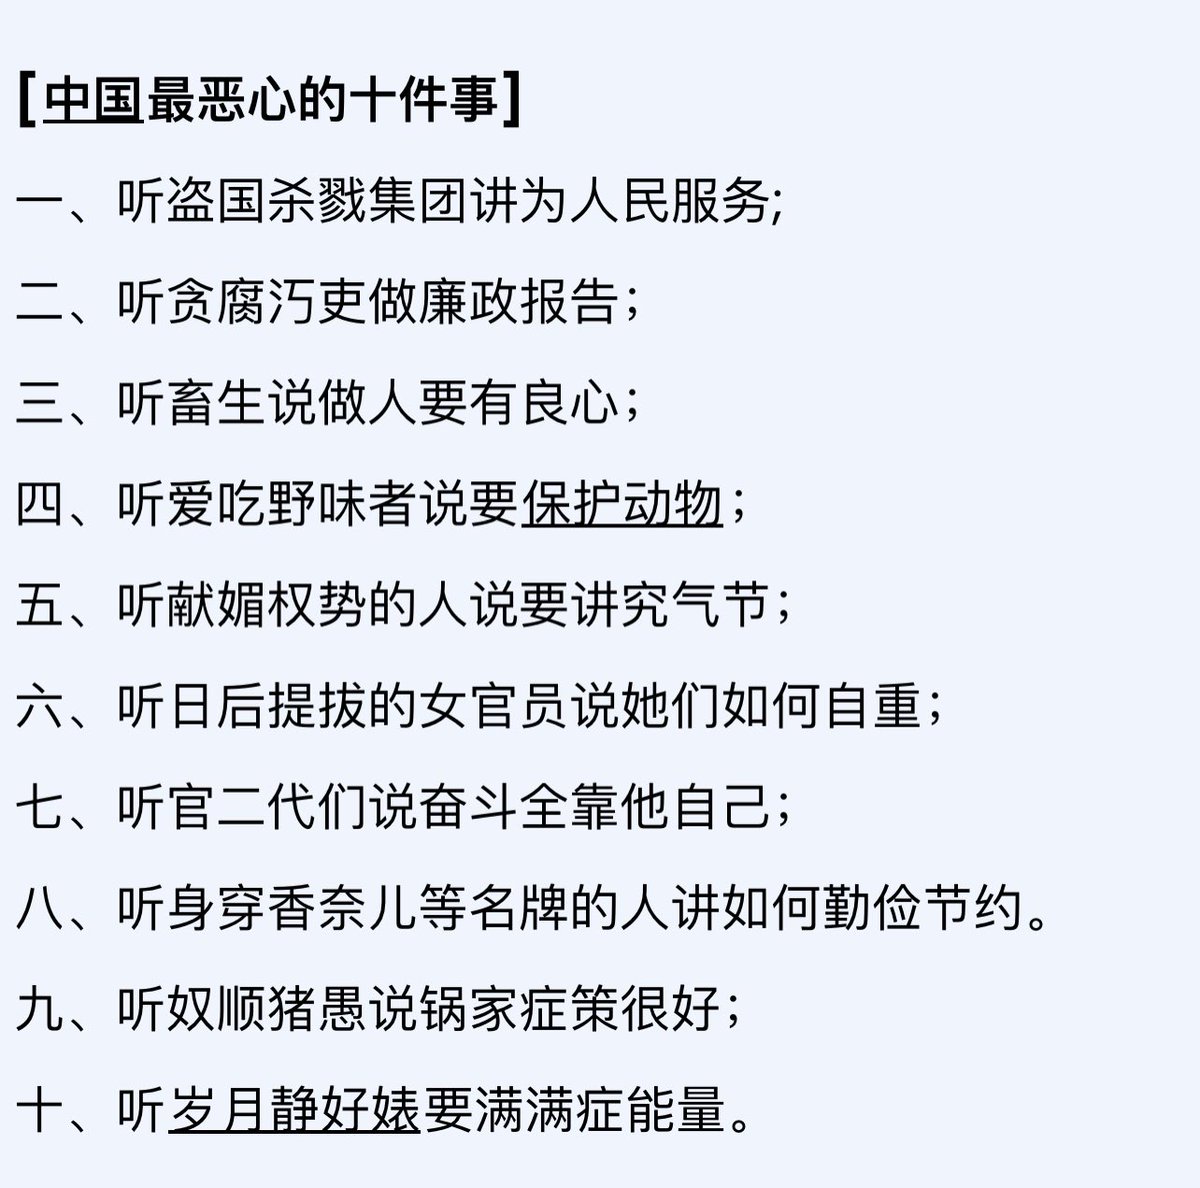 [中国最恶心的十件事]
一、听盗国杀戮集团讲为人民服务;
二、听贪腐汅吏做廉政报告；
三、听畜生说做人要有良心；
四、听爱吃野味者说要保护动物；
五、听献媚权势的人说要讲究气节；
六、听日后提拔的女官员说她们如何自重；
七、听官二代们说奋斗全靠他自己；
八、听身穿香奈儿等名牌的人讲如何勤俭节约。
九、听奴顺猪愚说锅家症策很好；
十、听岁月静好婊要满满症能量。